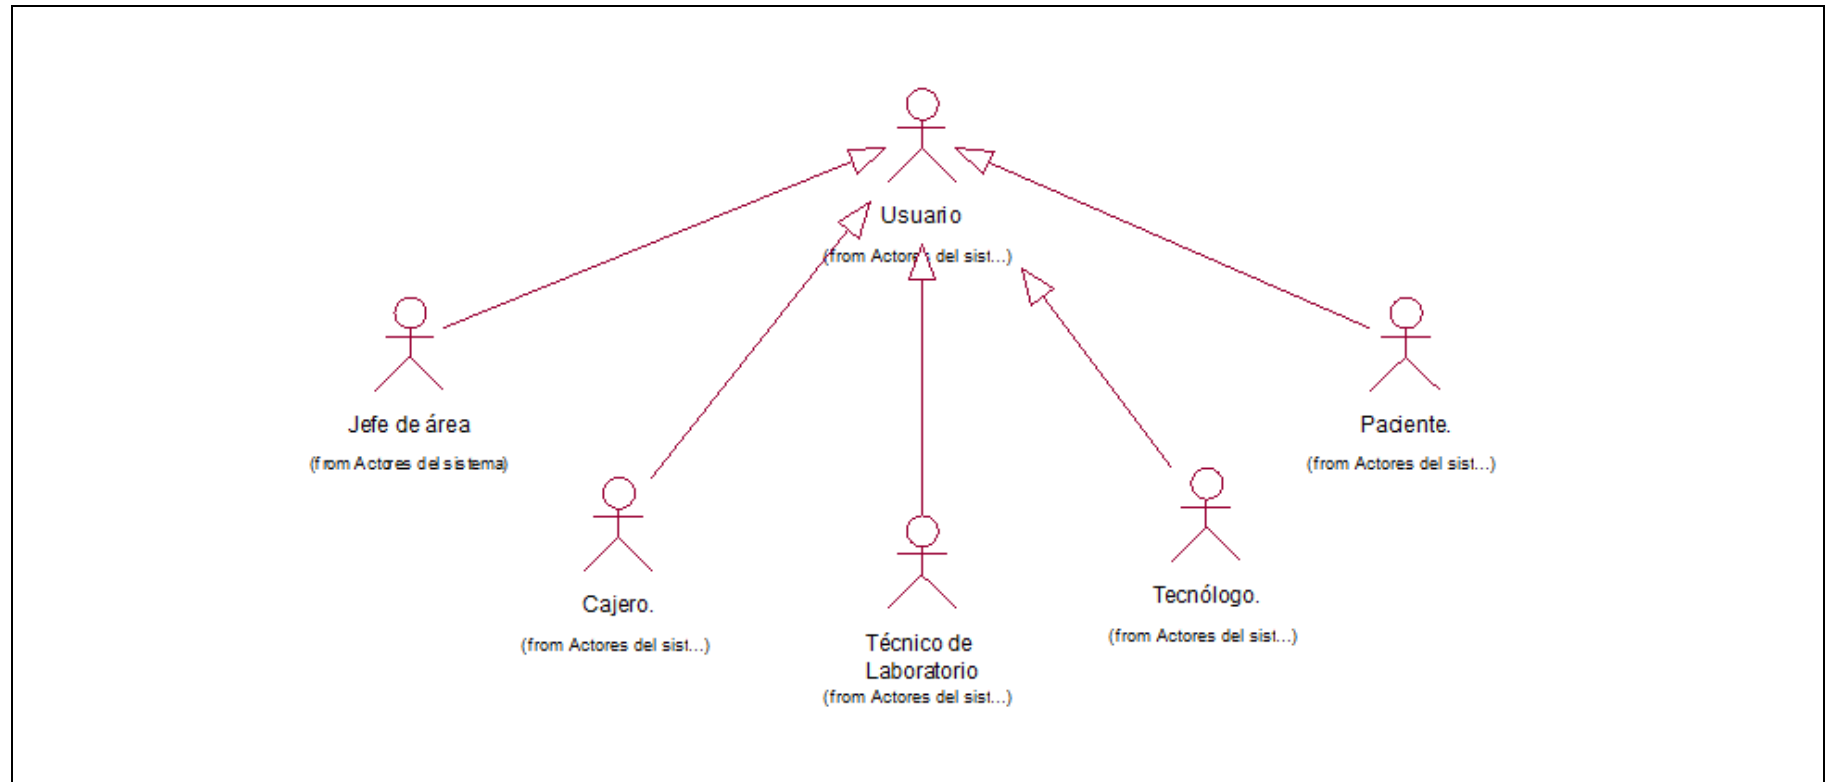 Usuario
(from Actores del sist...)
Jefe de área
(from Actores del sistema)
Paciente.
(from Actores del sist...)
Cajero.
(from Actores del sist...)
Técnico de
Laboratorio
(from Actores del sist...)
Tecnólogo.
(from Actores del sist...)